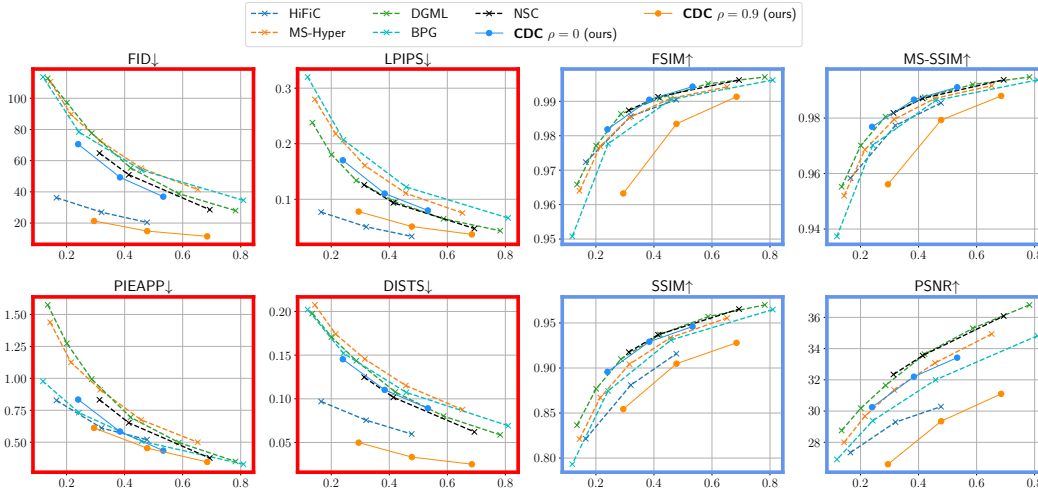 HiFiC DGML NSC CDC ρ = 0.9 (ours)
MS-Hyper BPG CDC ρ = 0 (ours)
FID↓ LPIPS↓ FSIM↑ MS-SSIM↑
100
80
60
40
20
0.2 0.4 0.6 0.8
0.3
0.2
0.1
0.2 0.4 0.6 0.8
0.99
0.98
0.97
0.96
0.95
0.2 0.4 0.6 0.8
0.98
0.96
0.94
0.2 0.4 0.6 0.8
PIEAPP↓ DISTS↓ SSIM↑ PSNR↑
1.50
1.25
1.00
0.75
0.50
0.2 0.4 0.6 0.8
0.20
0.15
0.10
0.05
0.2 0.4 0.6 0.8
0.95
0.90
0.85
0.80
0.2 0.4 0.6 0.8
36
34
32
30
28
0.2 0.4 0.6 0.8